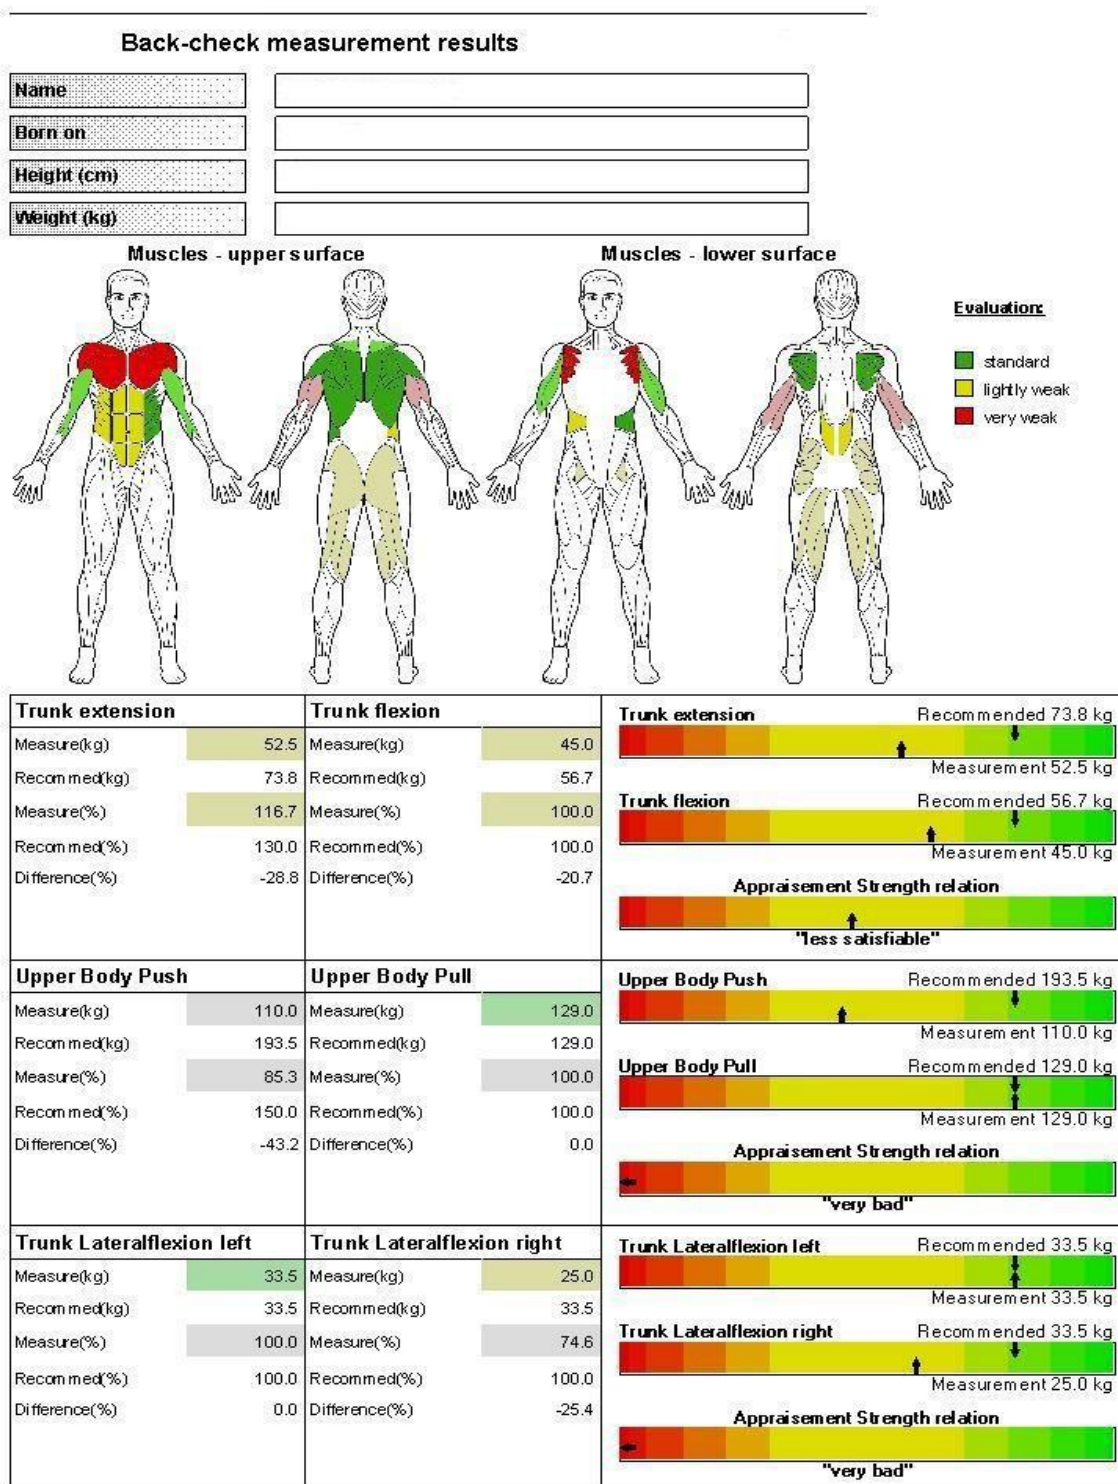 Back-check measurement results
Name
Born on
Height (cm)
Weight (kg)
Muscles - upper surface
Muscles - lower surface
Evaluation:
standard
lightly weak
very weak
Trunk extension
Measure(kg) 52.5
Recommed(kg) 73.8
Measure(%) 116.7
Recommed(%) 130.0
Difference(%) -28.8
Trunk flexion
Measure(kg) 45.0
Recommed(kg) 56.7
Measure(%) 100.0
Recommed(%) 100.0
Difference(%) -20.7
Trunk extension Recommended 73.8 kg
Measurement 52.5 kg
Trunk flexion Recommended 56.7 kg
Measurement 45.0 kg
Appraisement Strength relation
"less satisfiable"
Upper Body Push
Measure(kg) 110.0
Recommed(kg) 193.5
Measure(%) 85.3
Recommed(%) 150.0
Difference(%) -43.2
Upper Body Pull
Measure(kg) 129.0
Recommed(kg) 129.0
Measure(%) 100.0
Recommed(%) 100.0
Difference(%) 0.0
Upper Body Push Recommended 193.5 kg
Measurement 110.0 kg
Upper Body Pull Recommended 129.0 kg
Measurement 129.0 kg
Appraisement Strength relation
"very bad"
Trunk Lateralflexion left
Measure(kg) 33.5
Recommed(kg) 33.5
Measure(%) 100.0
Recommed(%) 100.0
Difference(%) 0.0
Trunk Lateralflexion right
Measure(kg) 25.0
Recommed(kg) 33.5
Measure(%) 74.6
Recommed(%) 100.0
Difference(%) -25.4
Trunk Lateralflexion left Recommended 33.5 kg
Measurement 33.5 kg
Trunk Lateralflexion right Recommended 33.5 kg
Measurement 25.0 kg
Appraisement Strength relation
"very bad"